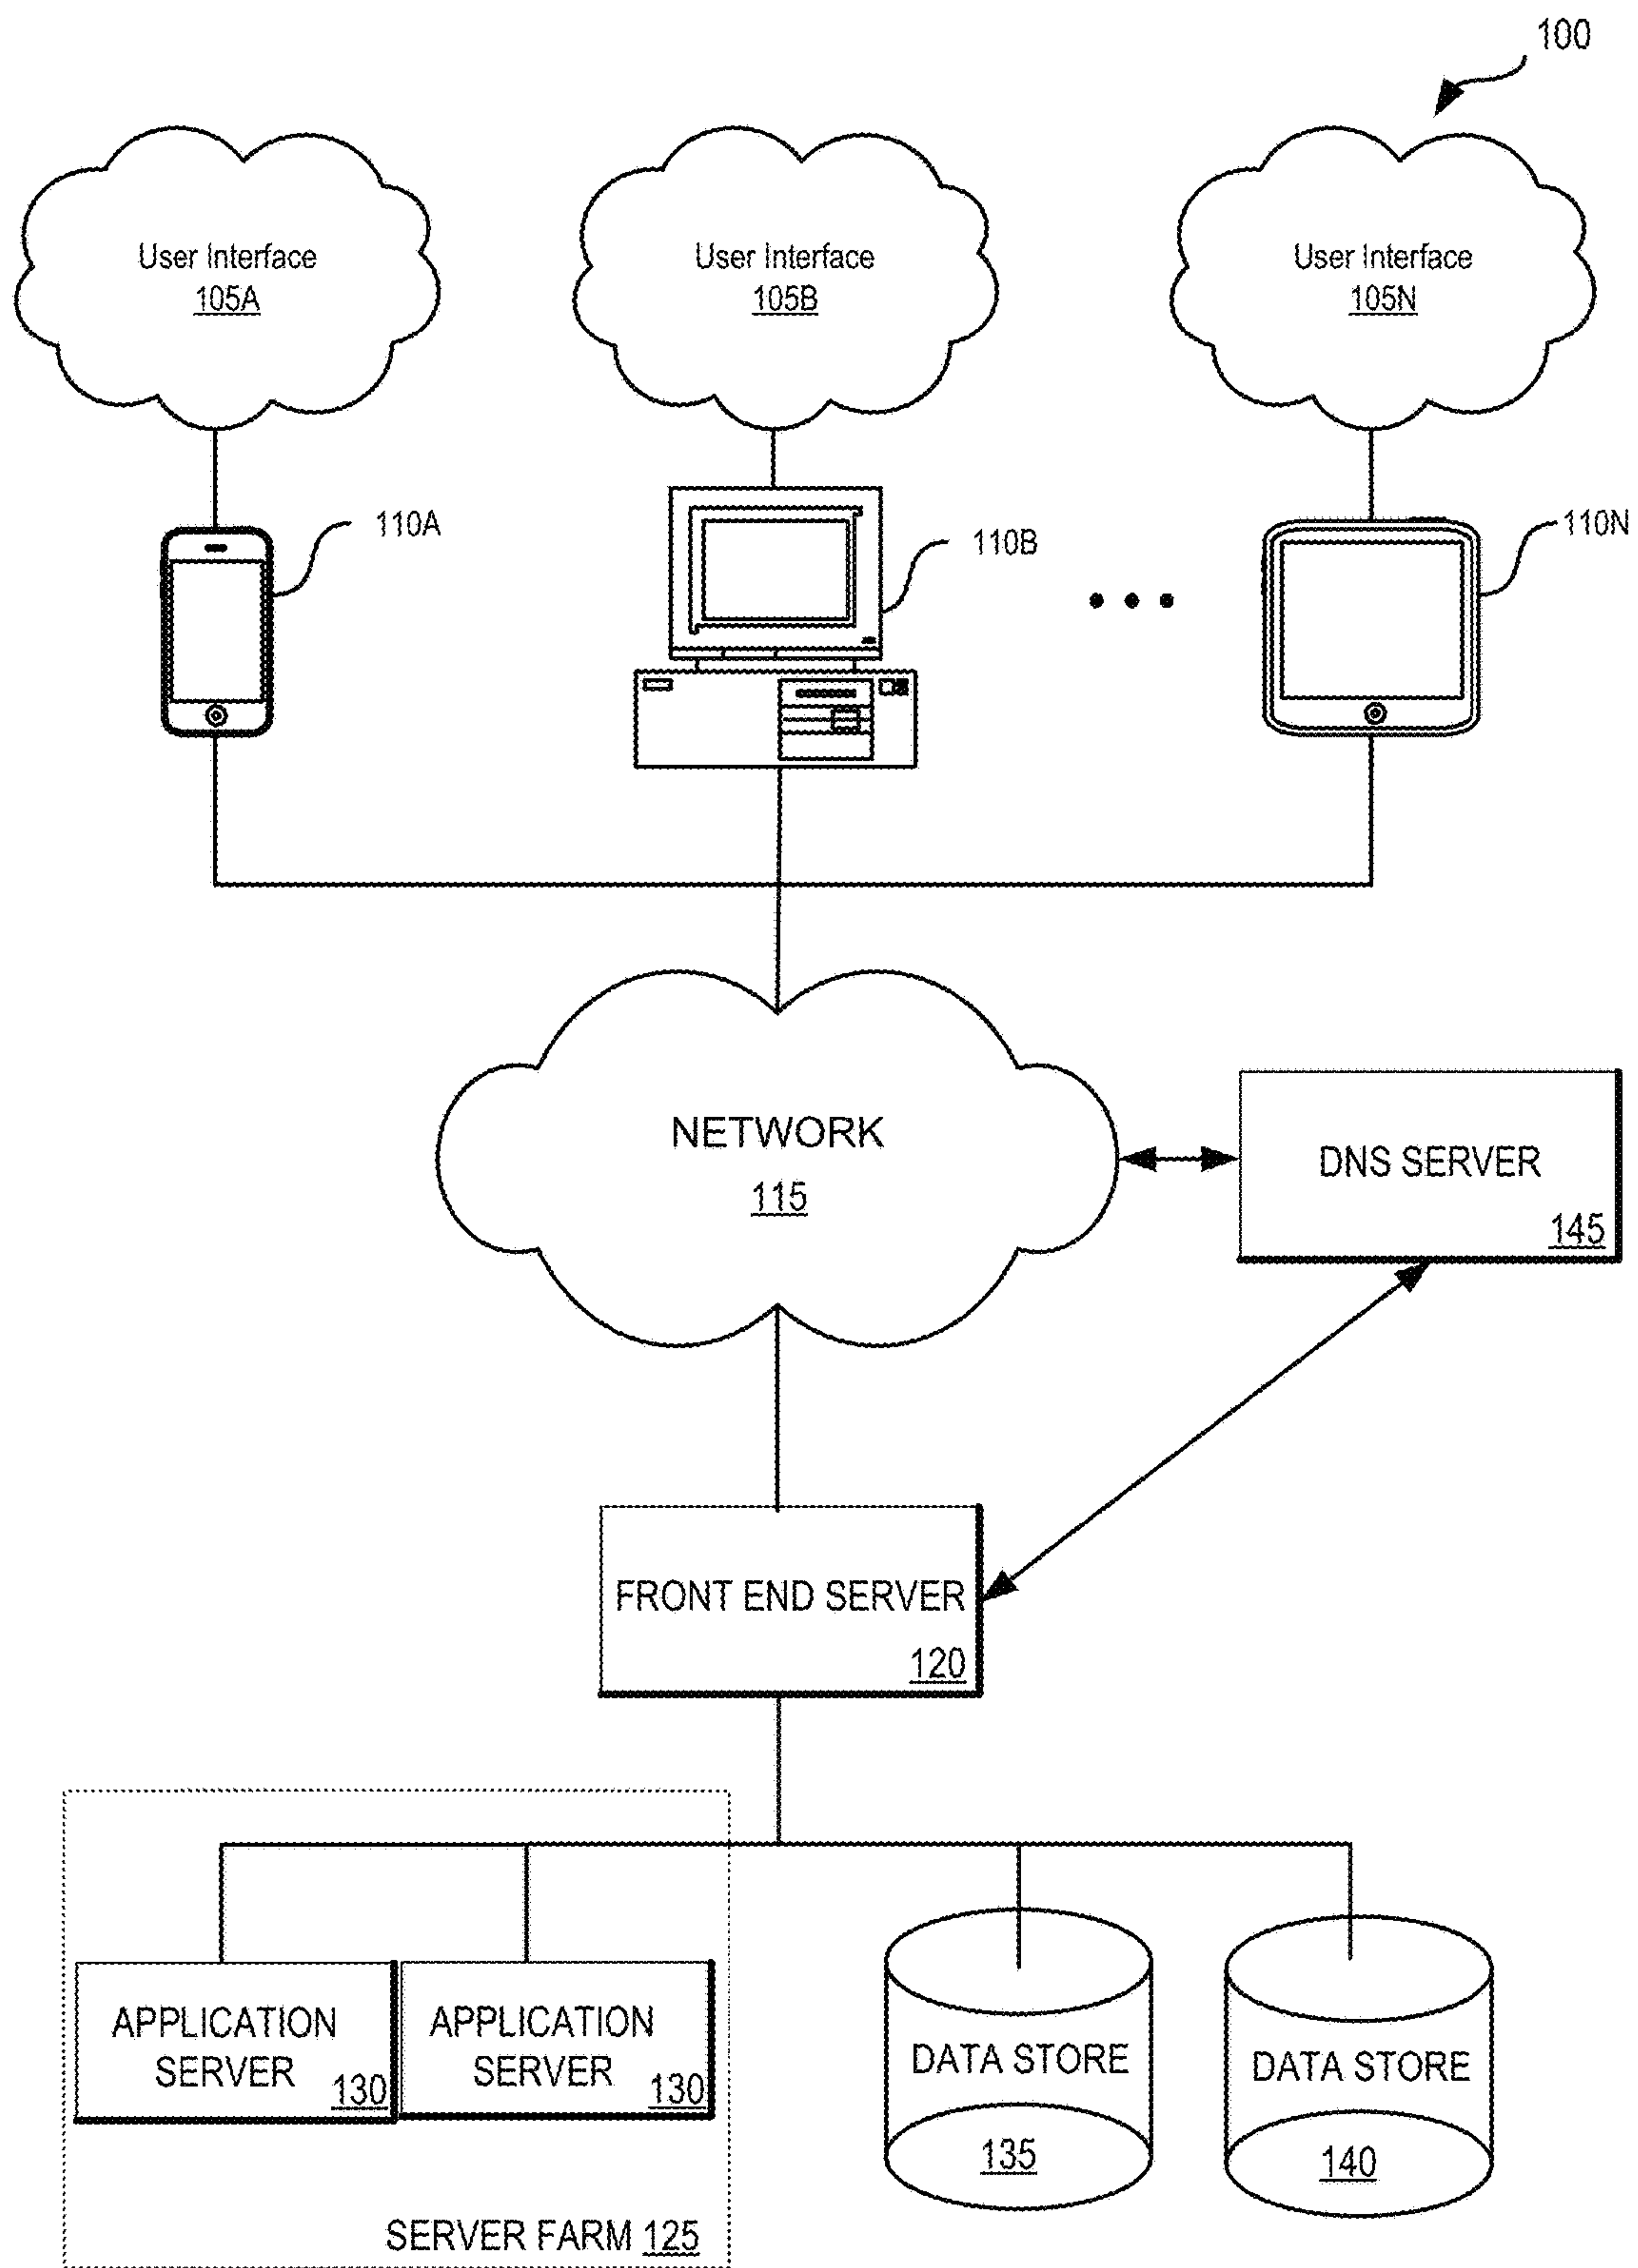 100
User Interface
105A
User Interface
105B
User Interface
105N
110A
110B
110N
NETWORK
115
DNS SERVER
145
FRONT END SERVER
120
APPLICATION
SERVER
130
APPLICATION
SERVER
130
DATA STORE
135
DATA STORE
140
SERVER FARM 125